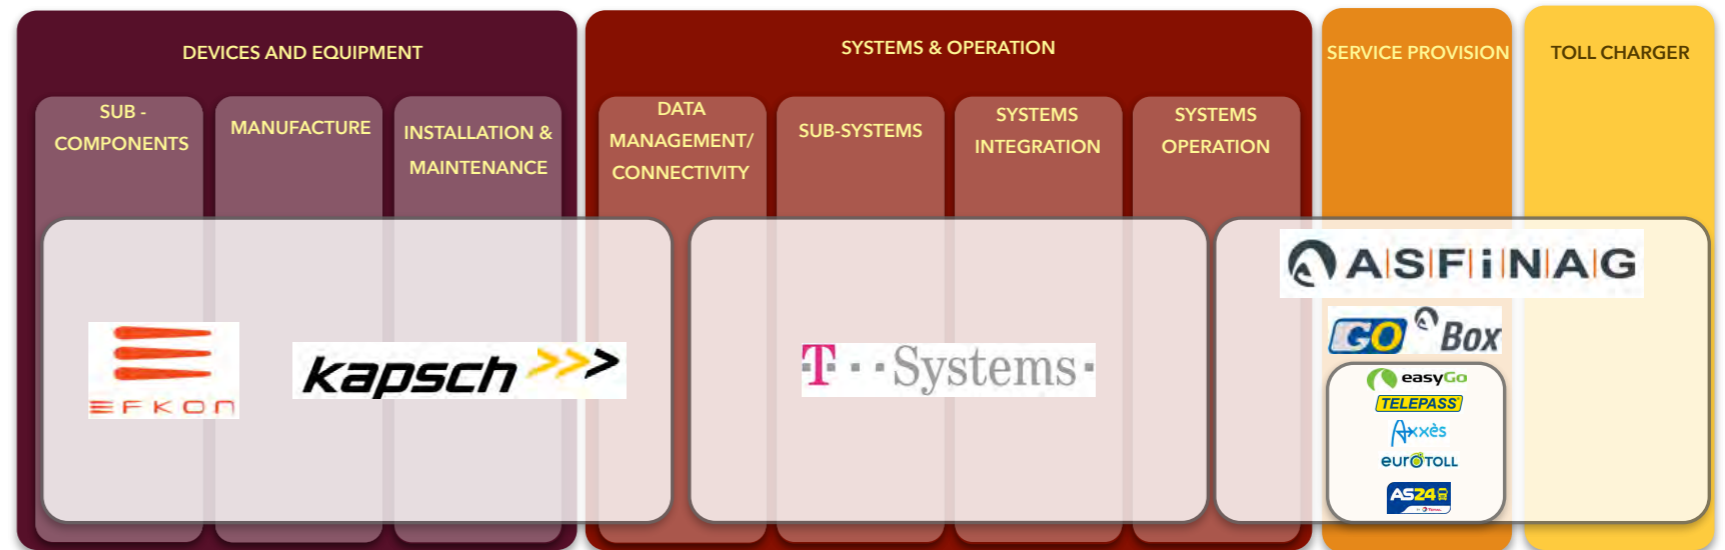 DEVICES AND EQUIPMENT
SYSTEMS & OPERATION
SERVICE PROVISION
TOLL CHARGER
SUB -
COMPONENTS
MANUFACTURE
INSTALLATION &
MAINTENANCE
DATA
MANAGEMENT/
CONNECTIVITY
SUB-SYSTEMS
SYSTEMS
INTEGRATION
SYSTEMS
OPERATION
EFKON
kapsch >>>
T · · Systems ·
A|S|F|i|N|A|G
GO Box
easyGo
TELEPASS
Axxès
eurOTOLL
AS24